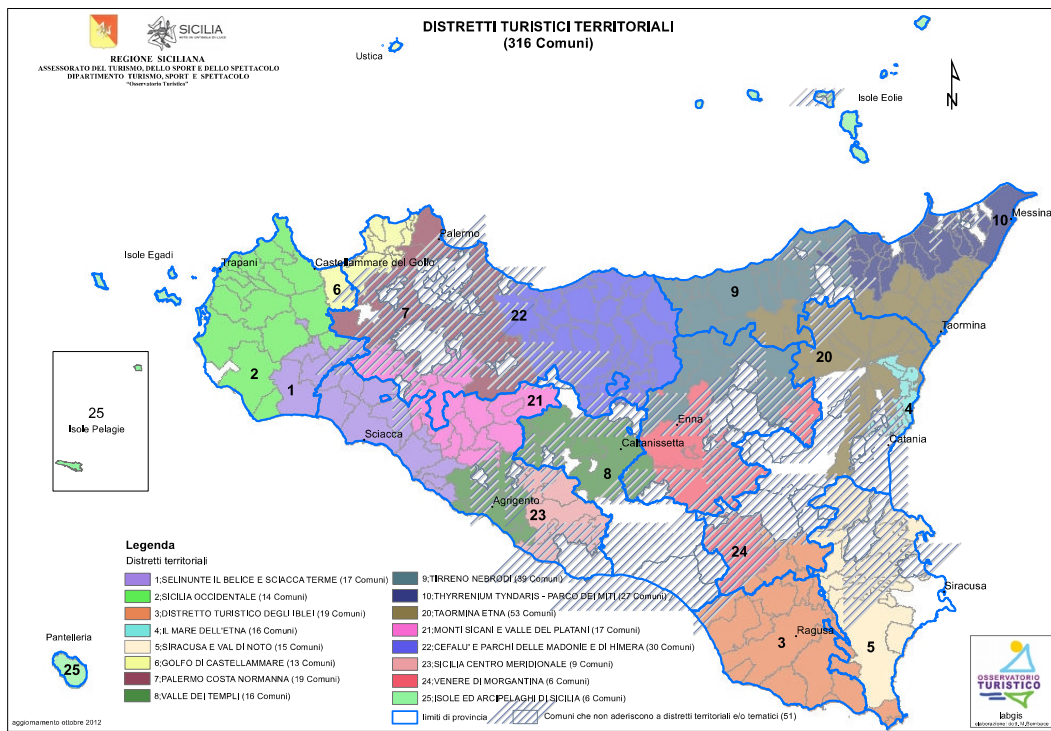 SICILIA
REGIONE SICILIANA
ASSESSORATO DEL TURISMO, DELLO SPORT E DELLO SPETTACOLO
DIPARTIMENTO TURISMO, SPORT E SPETTACOLO
"Osservatorio Turistico"
DISTRETTI TURISTICI TERRITORIALI
(316 Comuni)
N
Ustica
Isole Eolie
Isole Egadi
Trapani
Castellammare del Golfo
Palermo
10
Messina
6
7
22
9
Taormina
20
2
1
21
4
25
Isole Pelagie
Sciacca
Enna
Caltanissetta
Catania
8
Agrigento
23
24
Siracusa
Pantelleria
25
3
Ragusa
5
Legenda
Distretti territoriali
1;SELINUNTE IL BELICE E SCIACCA TERME (17 Comuni)
2;SICILIA OCCIDENTALE (14 Comuni)
3;DISTRETTO TURISTICO DEGLI IBLEI (19 Comuni)
4;IL MARE DELL'ETNA (16 Comuni)
5;SIRACUSA E VAL DI NOTO (15 Comuni)
6;GOLFO DI CASTELLAMMARE (13 Comuni)
7;PALERMO COSTA NORMANNA (19 Comuni)
8;VALLE DEI TEMPLI (16 Comuni)
9;TIRRENO NEBRODI (39 Comuni)
10;THYRRENIUM TYNDARIS - PARCO DEI MITI (27 Comuni)
20;TAORMINA ETNA (53 Comuni)
21;MONTI SICANI E VALLE DEL PLATANI (17 Comuni)
22;CEFALU' E PARCHI DELLE MADONIE E DI HIMERA (30 Comuni)
23;SICILIA CENTRO MERIDIONALE (9 Comuni)
24;VENERE DI MORGANTINA (6 Comuni)
25;ISOLE ED ARCIPELAGHI DI SICILIA (6 Comuni)
limiti di provincia
Comuni che non aderiscono a distretti territoriali e/o tematici (51)
aggiornamento ottobre 2012
OSSERVATORIO
TURISTICO
labgis